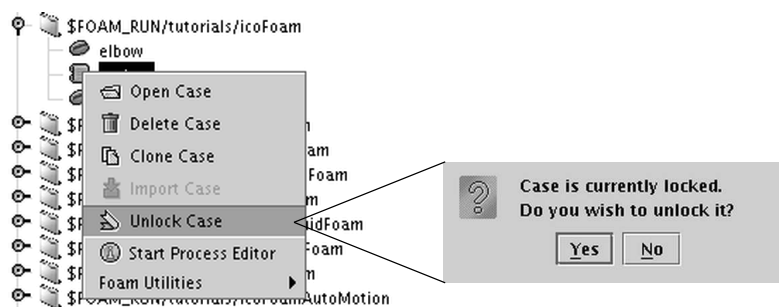 $FOAM_RUN/tutorials/icoFoam
elbow
Open Case
Delete Case
Clone Case
Import Case
Unlock Case
Start Process Editor
Foam Utilities
Case is currently locked.
Do you wish to unlock it?
Yes
No